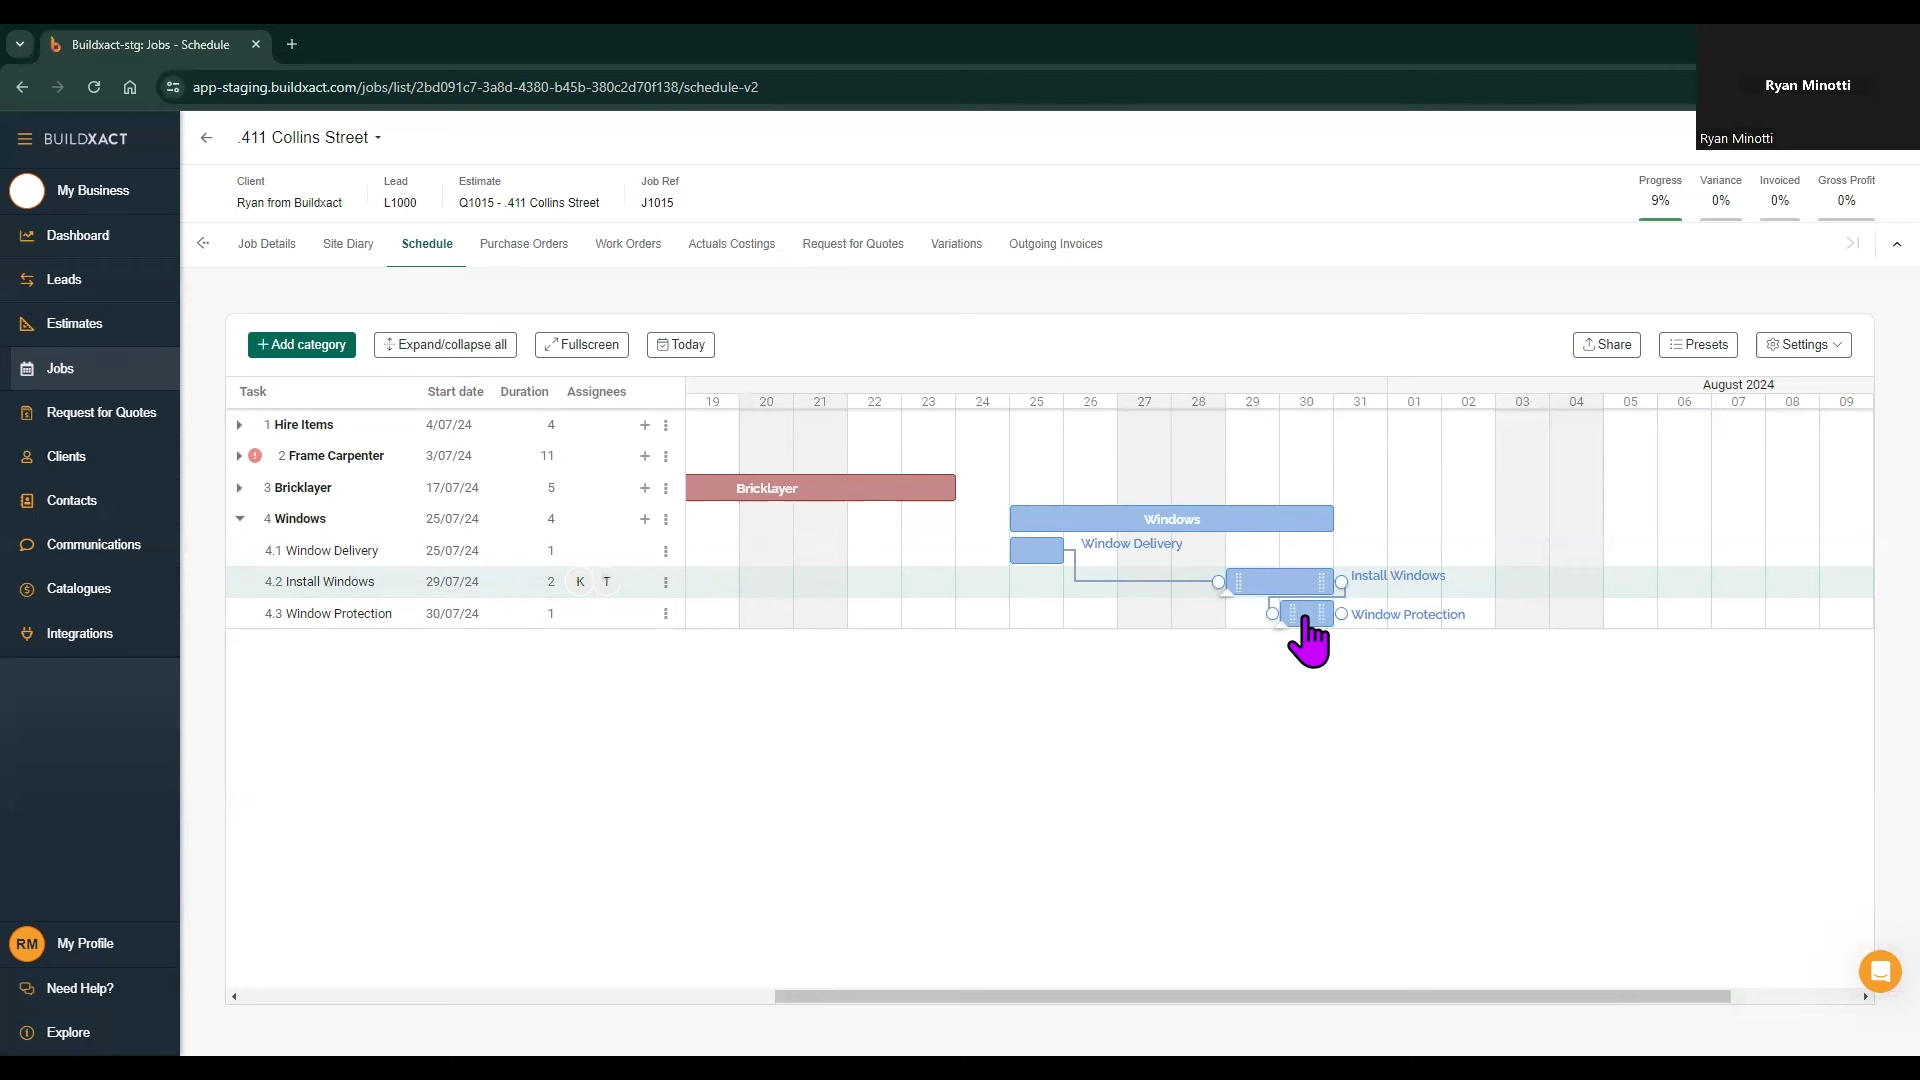 Buildxact-stg: Jobs - Schedule
app-staging.buildxact.com/jobs/list/2bd091c7-3a8d-4380-b45b-380c2d70f138/schedule-v2
Ryan Minotti
Ryan Minotti
BUILDXACT
My Business
Dashboard
Leads
Estimates
Jobs
Request for Quotes
Clients
Contacts
Communications
Catalogues
Integrations
RM My Profile
Need Help?
Explore
.411 Collins Street
Client Lead Estimate Job Ref
Ryan from Buildxact L1000 Q1015 - .411 Collins Street J1015
Progress Variance Invoiced Gross Profit
9% 0% 0% 0%
Job Details Site Diary Schedule Purchase Orders Work Orders Actuals Costings Request for Quotes Variations Outgoing Invoices
+ Add category Expand/collapse all Fullscreen Today Share Presets Settings
Task Start date Duration Assignees
August 2024
19 20 21 22 23 24 25 26 27 28 29 30 31 01 02 03 04 05 06 07 08 09
1 Hire Items 4/07/24 4 +
! 2 Frame Carpenter 3/07/24 11 +
3 Bricklayer 17/07/24 5 + Bricklayer
4 Windows 25/07/24 4 + Windows
4.1 Window Delivery 25/07/24 1 Window Delivery
4.2 Install Windows 29/07/24 2 K T Install Windows
4.3 Window Protection 30/07/24 1 Window Protection